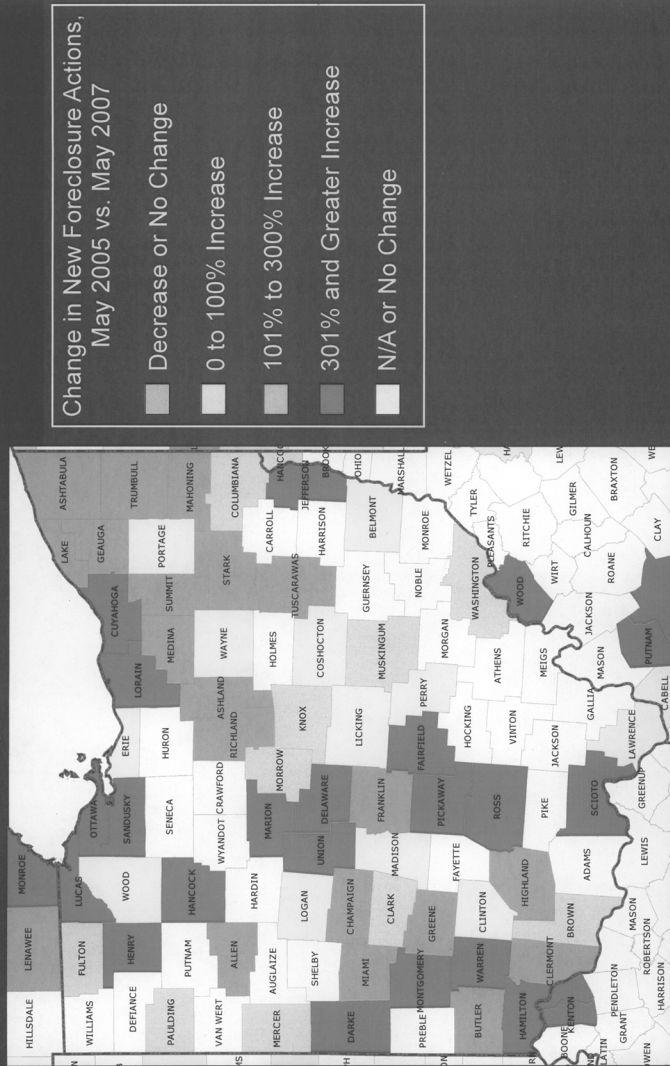 Change in New Foreclosure Actions,
May 2005 vs. May 2007
Decrease or No Change
0 to 100% Increase
101% to 300% Increase
301% and Greater Increase
N/A or No Change
HILLSDALE
LENAWEE
MONROE
WILLIAMS
FULTON
LUCAS
OTTAWA
LAKE
ASHTABULA
GEAUGA
CUYAHOGA
DEFIANCE
HENRY
WOOD
SANDUSKY
ERIE
LORAIN
TRUMBULL
PAULDING
PUTNAM
HANCOCK
SENECA
HURON
MEDINA
SUMMIT
PORTAGE
MAHONING
VAN WERT
ALLEN
WYANDOT
CRAWFORD
RICHLAND
ASHLAND
WAYNE
STARK
COLUMBIANA
MERCER
AUGLAIZE
HARDIN
MARION
MORROW
HOLMES
CARROLL
HANCOC
SHELBY
LOGAN
UNION
DELAWARE
KNOX
COSHOCTON
TUSCARAWAS
HARRISON
JEFFERSON
BROOK
DARKE
MIAMI
CHAMPAIGN
CLARK
MADISON
FRANKLIN
LICKING
MUSKINGUM
GUERNSEY
BELMONT
OHIO
MARSHALL
PREBLE
MONTGOMERY
GREENE
FAYETTE
PICKAWAY
FAIRFIELD
PERRY
MORGAN
NOBLE
MONROE
WETZEL
BUTLER
WARREN
CLINTON
ROSS
HOCKING
ATHENS
WASHINGTON
TYLER
PLEASANTS
HAMILTON
CLERMONT
HIGHLAND
PIKE
VINTON
MEIGS
WOOD
RITCHIE
BROWN
ADAMS
SCIOTO
JACKSON
GALLIA
MASON
JACKSON
WIRT
CALHOUN
GILMER
LEW
BOONE
KENTON
PENDLETON
LEWIS
GREENUP
LAWRENCE
CABELL
PUTNAM
ROANE
BRAXTON
CLAY
GRANT
ROBERTSON
MASON
HARRISON
OWEN
LATIN
WE